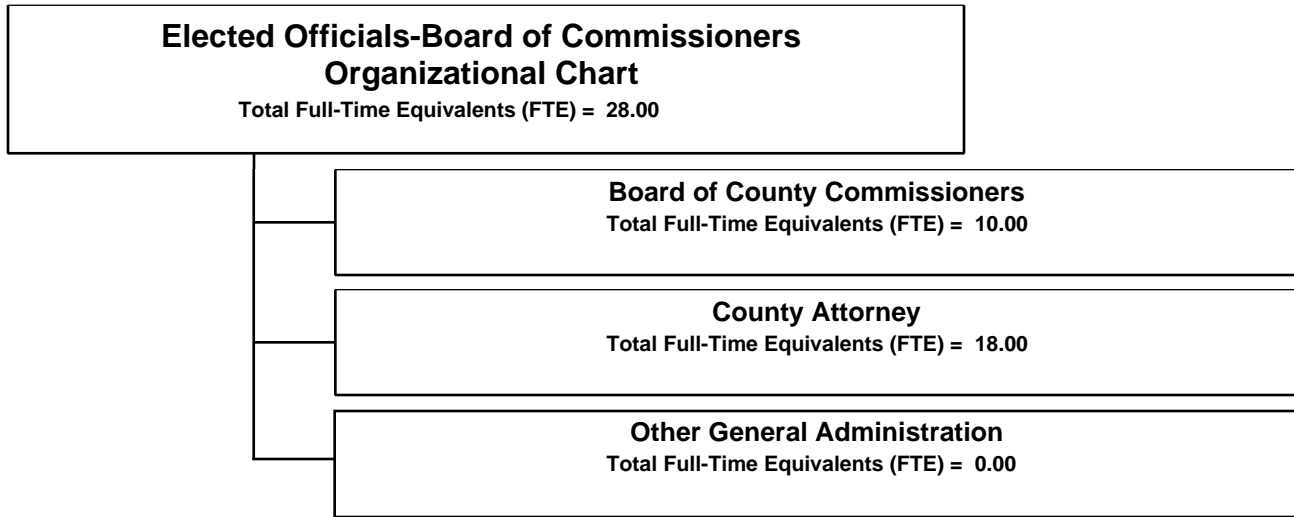 Elected Officials-Board of Commissioners
Organizational Chart
Total Full-Time Equivalents (FTE) = 28.00
Board of County Commissioners
Total Full-Time Equivalents (FTE) = 10.00
County Attorney
Total Full-Time Equivalents (FTE) = 18.00
Other General Administration
Total Full-Time Equivalents (FTE) = 0.00